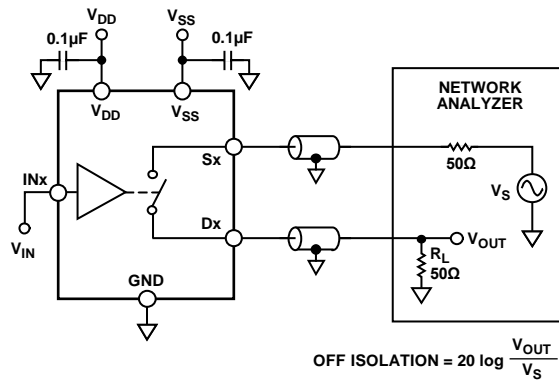 VDD
VSS
0.1µF
0.1µF
VDD
VSS
NETWORK
ANALYZER
Sx
50Ω
VS
INx
Dx
VOUT
VIN
RL
50Ω
GND
OFF ISOLATION = 20 log VOUT / VS